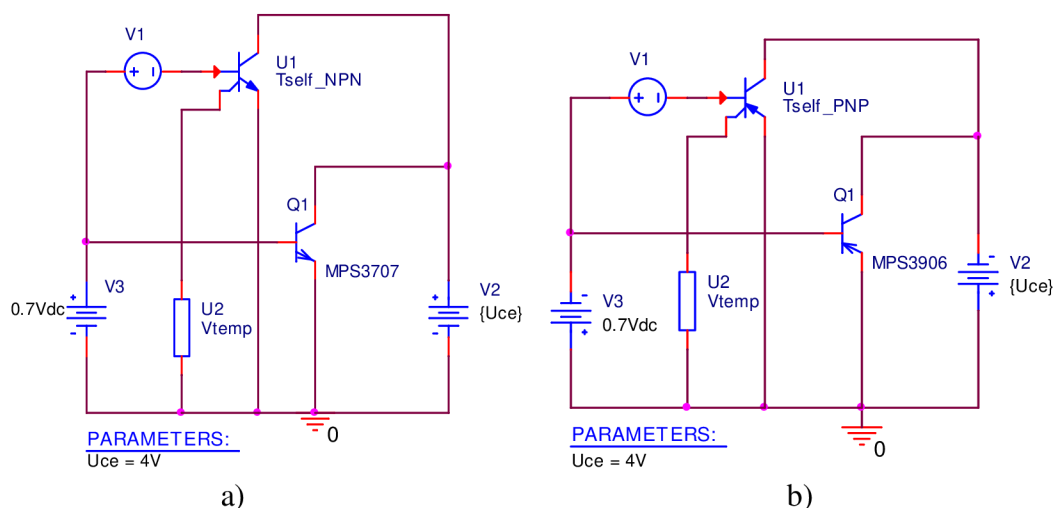 V1
U1
Tself_NPN
Q1
MPS3707
V3
0.7Vdc
U2
Vtemp
V2
{Uce}
0
PARAMETERS:
Uce = 4V
a)
V1
U1
Tself_PNP
Q1
MPS3906
V3
0.7Vdc
U2
Vtemp
V2
{Uce}
0
PARAMETERS:
Uce = 4V
b)